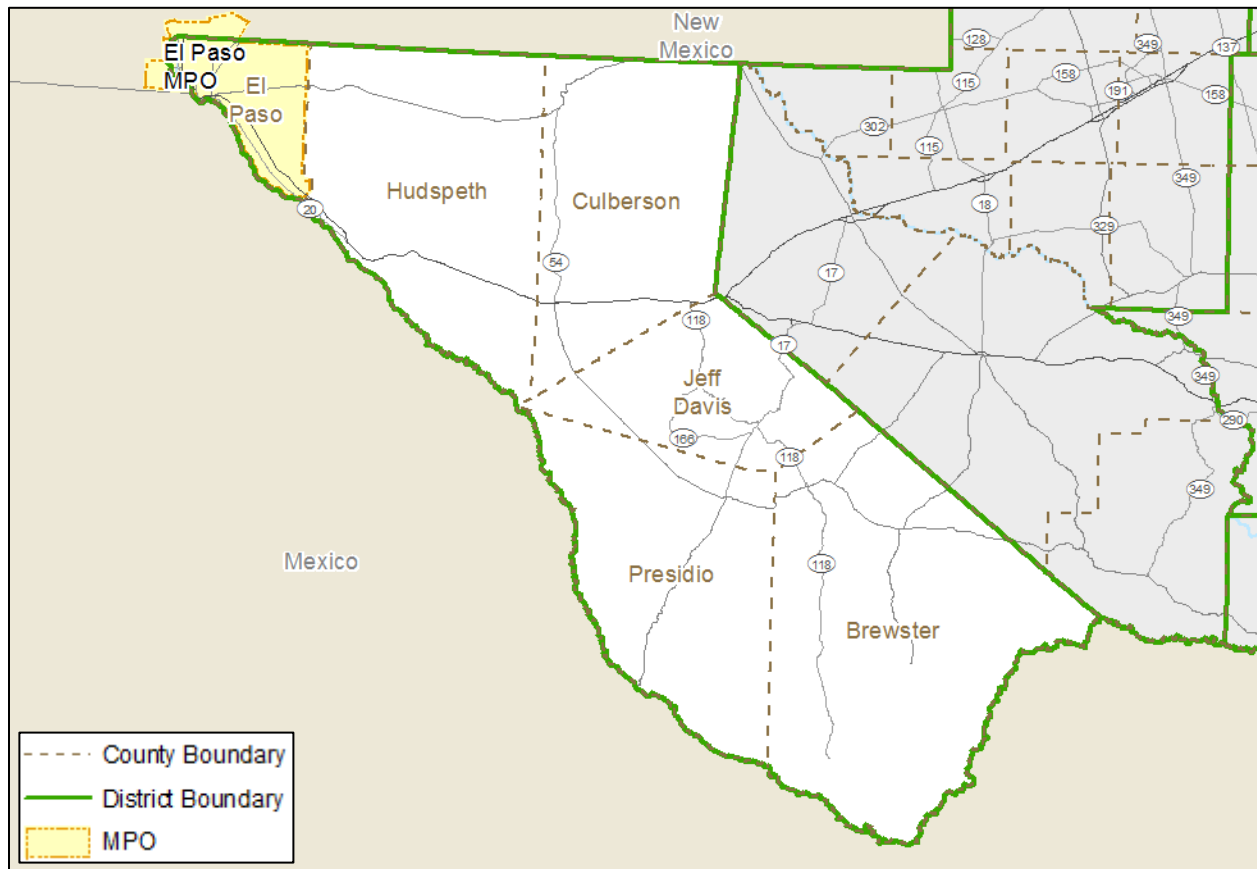 New
Mexico
El Paso
MPO
El
Paso
Hudspeth
Culberson
Jeff
Davis
Presidio
Brewster
Mexico
128
349
137
115
158
191
158
302
115
349
18
329
17
20
54
118
17
349
349
166
118
290
349
118
County Boundary
District Boundary
MPO